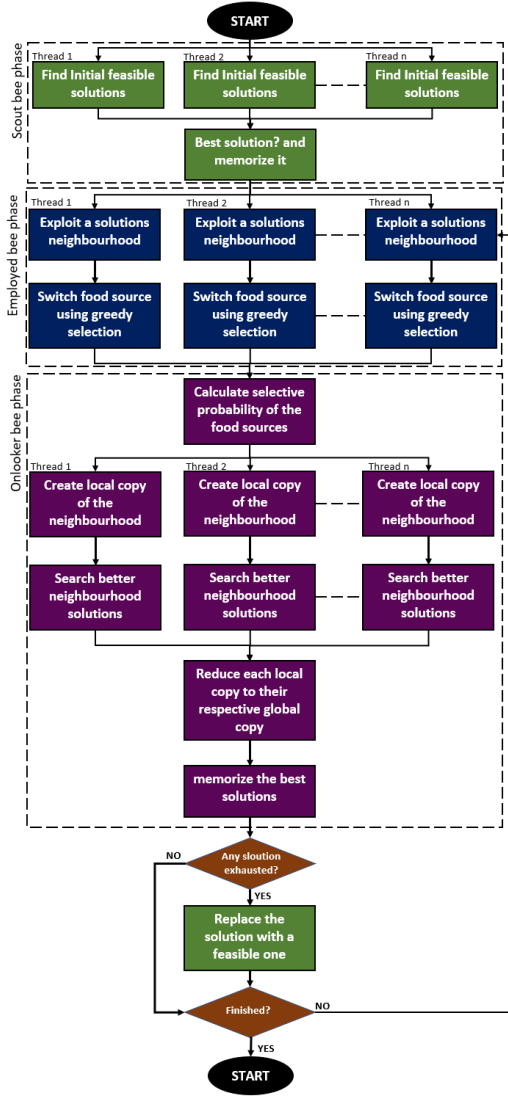 START
Scout bee phase
Thread 1
Thread 2
Thread n
Find Initial feasible
solutions
Find Initial feasible
solutions
Find Initial feasible
solutions
Best solution? and
memorize it
Employed bee phase
Thread 1
Thread 2
Thread n
Exploit a solutions
neighbourhood
Exploit a solutions
neighbourhood
Exploit a solutions
neighbourhood
Switch food source
using greedy
selection
Switch food source
using greedy
selection
Switch food source
using greedy
selection
Onlooker bee phase
Calculate selective
probability of the
food sources
Thread 1
Thread 2
Thread n
Create local copy
of the
neighbourhood
Create local copy
of the
neighbourhood
Create local copy
of the
neighbourhood
Search better
neighbourhood
solutions
Search better
neighbourhood
solutions
Search better
neighbourhood
solutions
Reduce each local
copy to their
respective global
copy
memorize the best
solutions
NO
Any sloution
exhausted?
YES
Replace the
solution with a
feasible one
Finished?
NO
YES
START